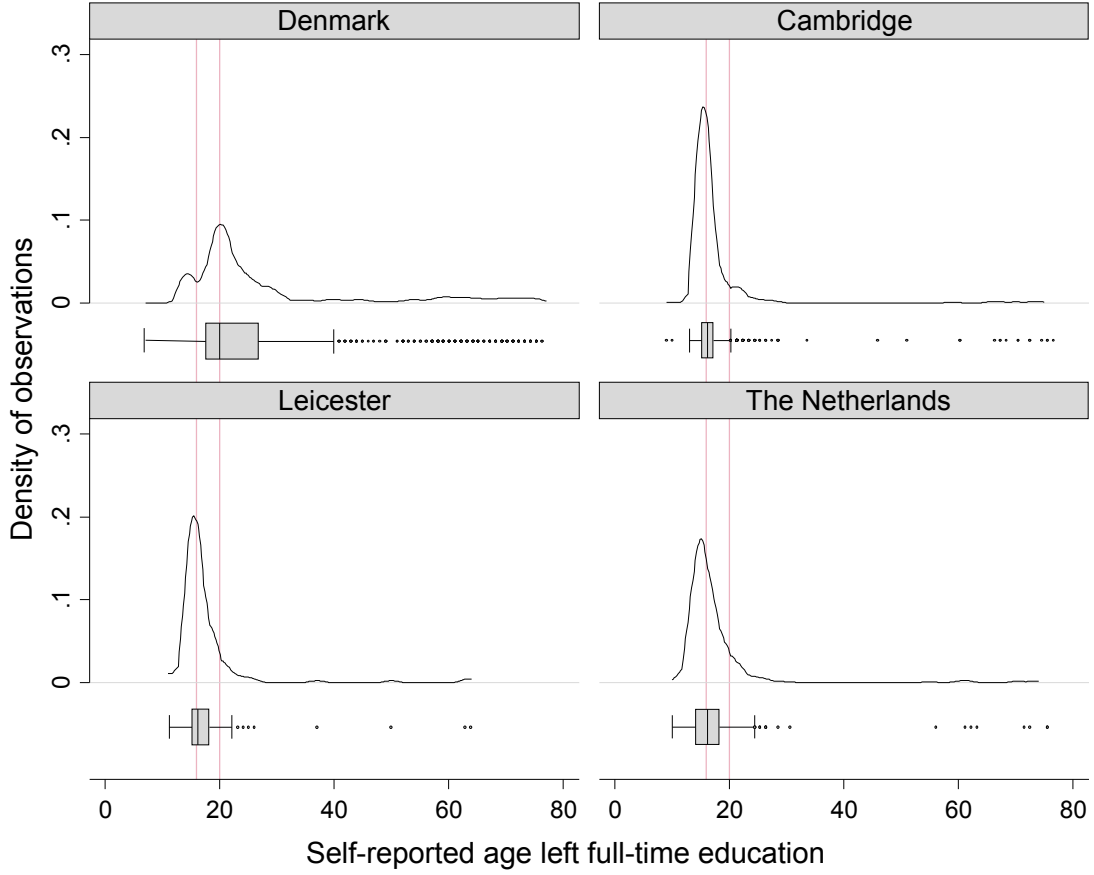 Denmark
Cambridge
.3
.2
.1
0
Leicester
The Netherlands
.3
.2
.1
0
Density of observations
0 20 40 60 80
0 20 40 60 80
Self-reported age left full-time education